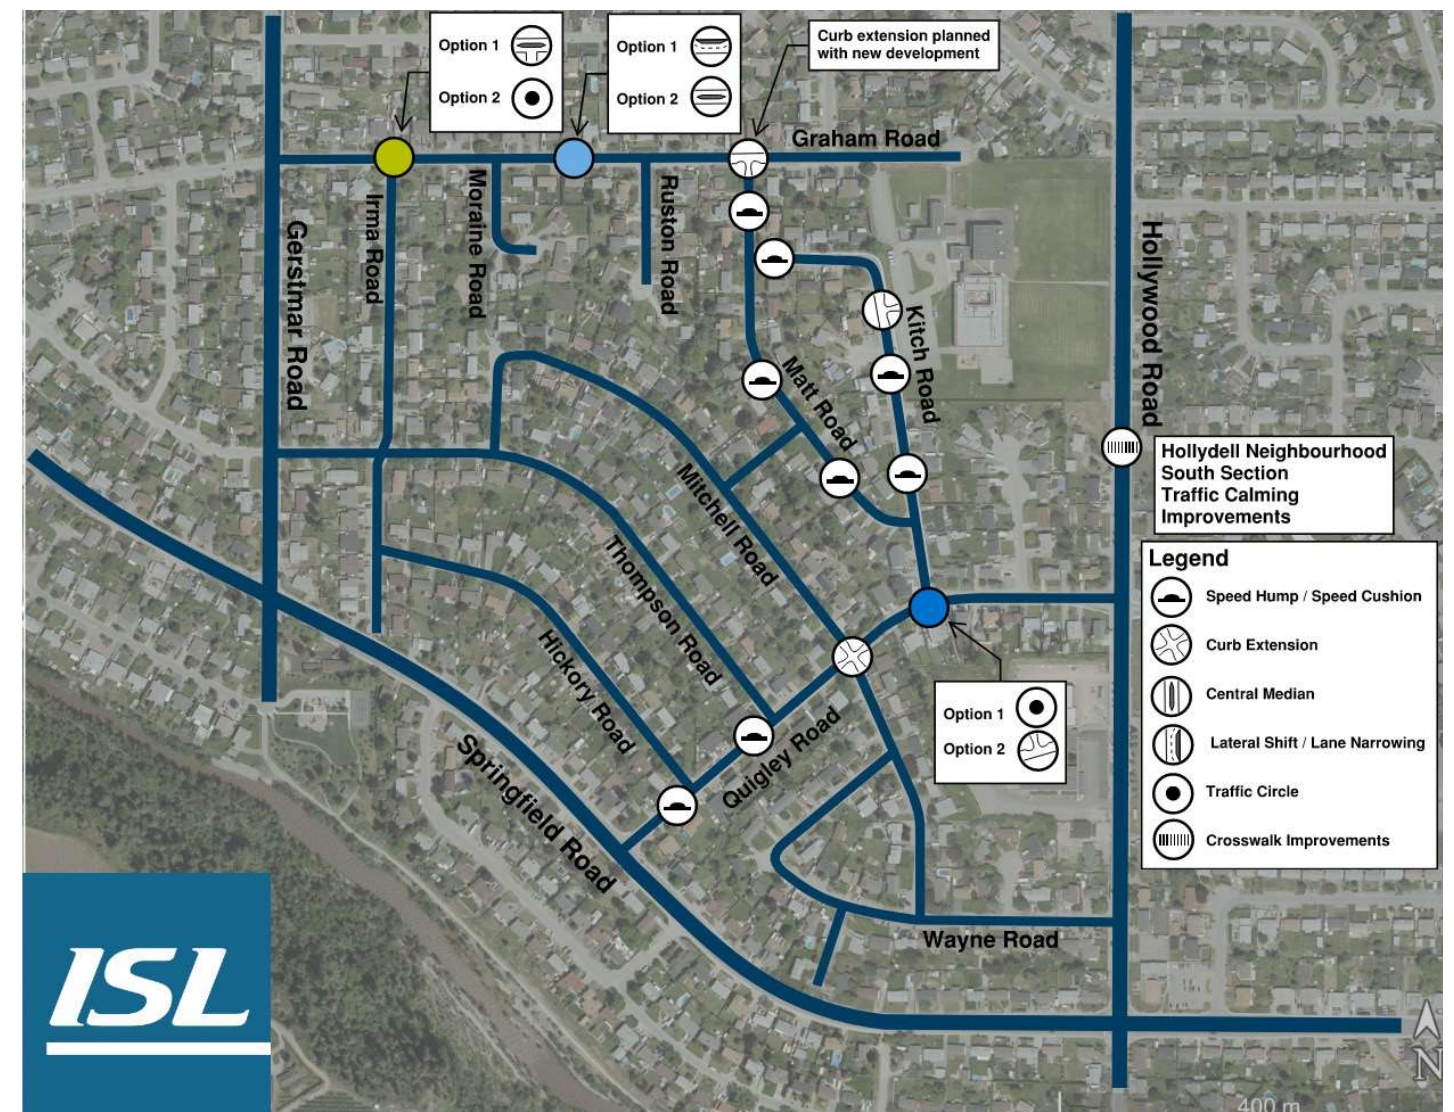 Option 1
Option 2
Option 1
Option 2
Curb extension planned
with new development
Graham Road
Irma Road
Moraine Road
Ruston Road
Gerstmar Road
Hollywood Road
Kitch Road
Matt Road
Mitchell Road
Thompson Road
Hickory Road
Quigley Road
Springfield Road
Wayne Road
Option 1
Option 2
Hollydell Neighbourhood
South Section
Traffic Calming
Improvements
Legend
Speed Hump / Speed Cushion
Curb Extension
Central Median
Lateral Shift / Lane Narrowing
Traffic Circle
Crosswalk Improvements
ISL
N
400 m